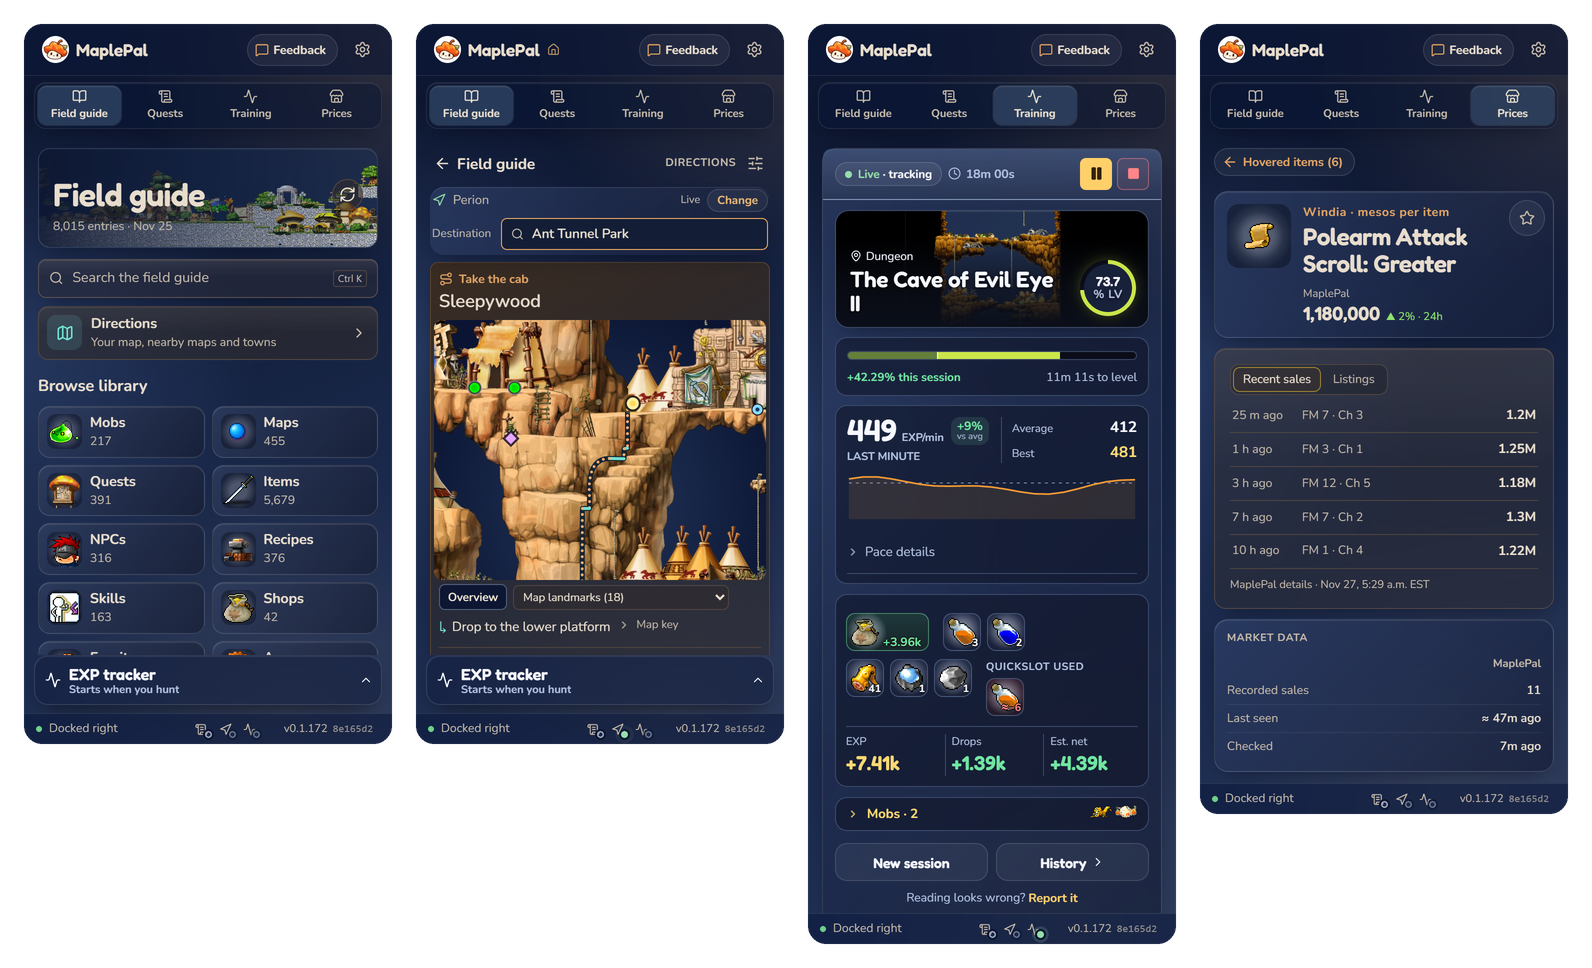 MaplePal
Feedback
Field guide
Quests
Training
Prices
Field guide
8,015 entries · Nov 25
Search the field guide
Ctrl K
Directions
Your map, nearby maps and towns
Browse library
Mobs
217
Maps
455
Quests
391
Items
5,679
NPCs
316
Recipes
376
Skills
163
Shops
42
EXP tracker
Starts when you hunt
Docked right
v0.1.172 8e165d2
MaplePal
Feedback
Field guide
Quests
Training
Prices
Field guide
DIRECTIONS
Perion
Live
Change
Destination
Ant Tunnel Park
Take the cab
Sleepywood
Overview
Map landmarks (18)
Drop to the lower platform
Map key
EXP tracker
Starts when you hunt
Docked right
v0.1.172 8e165d2
MaplePal
Feedback
Field guide
Quests
Training
Prices
Live · tracking
18m 00s
Dungeon
The Cave of Evil Eye
II
73.7
% LV
+42.29% this session
11m 11s to level
449 EXP/min
+9%
vs avg
LAST MINUTE
Average
412
Best
481
Pace details
+3.96k
3
2
41
1
1
QUICKSLOT USED
≈6
EXP
+7.41k
Drops
+1.39k
Est. net
+4.39k
Mobs · 2
New session
History
Reading looks wrong? Report it
Docked right
v0.1.172 8e165d2
MaplePal
Feedback
Field guide
Quests
Training
Prices
Hovered items (6)
Windia · mesos per item
Polearm Attack
Scroll: Greater
MaplePal
1,180,000 ▲ 2% · 24h
Recent sales
Listings
25 m ago FM 7 · Ch 3 1.2M
1 h ago FM 3 · Ch 1 1.25M
3 h ago FM 12 · Ch 5 1.18M
7 h ago FM 7 · Ch 2 1.3M
10 h ago FM 1 · Ch 4 1.22M
MaplePal details · Nov 27, 5:29 a.m. EST
MARKET DATA
MaplePal
Recorded sales 11
Last seen ≈ 47m ago
Checked 7m ago
Docked right
v0.1.172 8e165d2